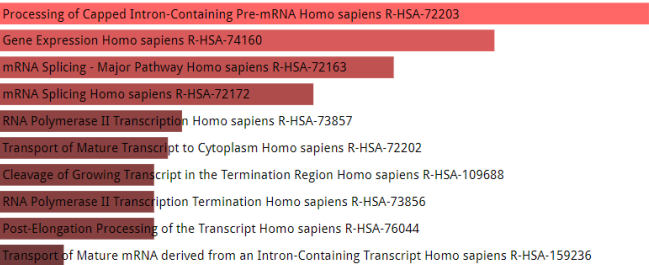 Processing of Capped Intron-Containing Pre-mRNA Homo sapiens R-HSA-72203
Gene Expression Homo sapiens R-HSA-74160
mRNA Splicing - Major Pathway Homo sapiens R-HSA-72163
mRNA Splicing Homo sapiens R-HSA-72172
RNA Polymerase II Transcription Homo sapiens R-HSA-73857
Transport of Mature Transcript to Cytoplasm Homo sapiens R-HSA-72202
Cleavage of Growing Transcript in the Termination Region Homo sapiens R-HSA-109688
RNA Polymerase II Transcription Termination Homo sapiens R-HSA-73856
Post-Elongation Processing of the Transcript Homo sapiens R-HSA-76044
Transport of Mature mRNA derived from an Intron-Containing Transcript Homo sapiens R-HSA-159236